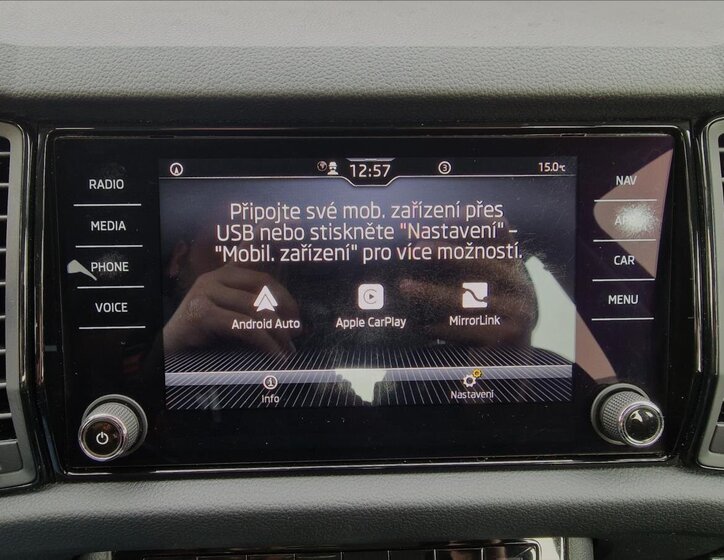 12:57
3
15.0°C
RADIO
MEDIA
PHONE
VOICE
Připojte své mob. zařízení přes
USB nebo stiskněte "Nastavení" –
"Mobil. zařízení" pro více možností.
Android Auto
Apple CarPlay
MirrorLink
Info
Nastavení
NAV
CAR
MENU